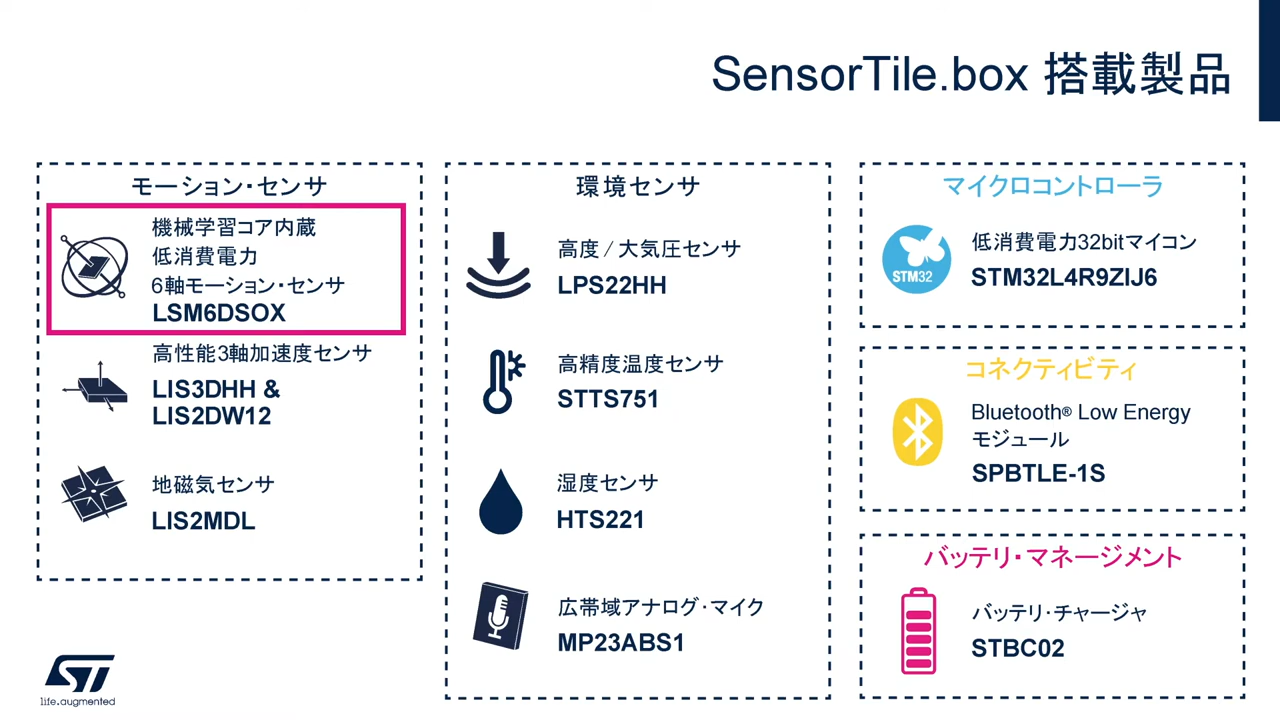 SensorTile.box 搭載製品
モーション・センサ
機械学習コア内蔵
低消費電力
6軸モーション・センサ
LSM6DSOX
高性能3軸加速度センサ
LIS3DHH &
LIS2DW12
地磁気センサ
LIS2MDL
環境センサ
高度 / 大気圧センサ
LPS22HH
高精度温度センサ
STTS751
湿度センサ
HTS221
広帯域アナログ・マイク
MP23ABS1
マイクロコントローラ
STM32
低消費電力32bitマイコン
STM32L4R9ZIJ6
コネクティビティ
Bluetooth® Low Energy
モジュール
SPBTLE-1S
バッテリ・マネージメント
バッテリ・チャージャ
STBC02
ST
life.augmented